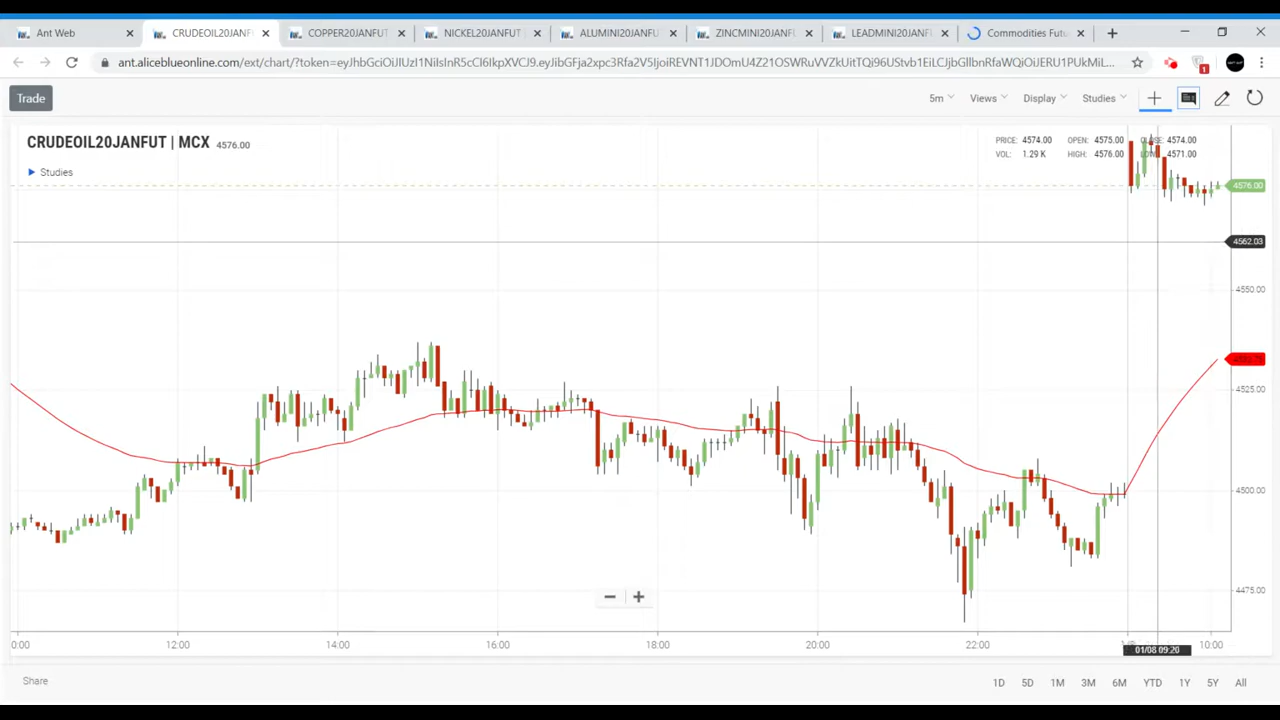 Ant Web
CRUDEOIL20JANF
COPPER20JANFUT
NICKEL20JANFUT
ALUMINI20JANFU
ZINCMINI20JANFU
LEADMINI20JANFU
Commodities Futu
Trade
5m
Views
Display
Studies
CRUDEOIL20JANFUT | MCX 4576.00
PRICE: 4574.00 OPEN: 4575.00 CLOSE: 4574.00
VOL: 1.29 K HIGH: 4576.00 LOW: 4571.00
Studies
4576.00
4562.03
4550.00
4525.00
4500.00
4475.00
0:00 12:00 14:00 16:00 18:00 20:00 22:00 10:00
01/08 09:20
Share
1D 5D 1M 3M 6M YTD 1Y 5Y All